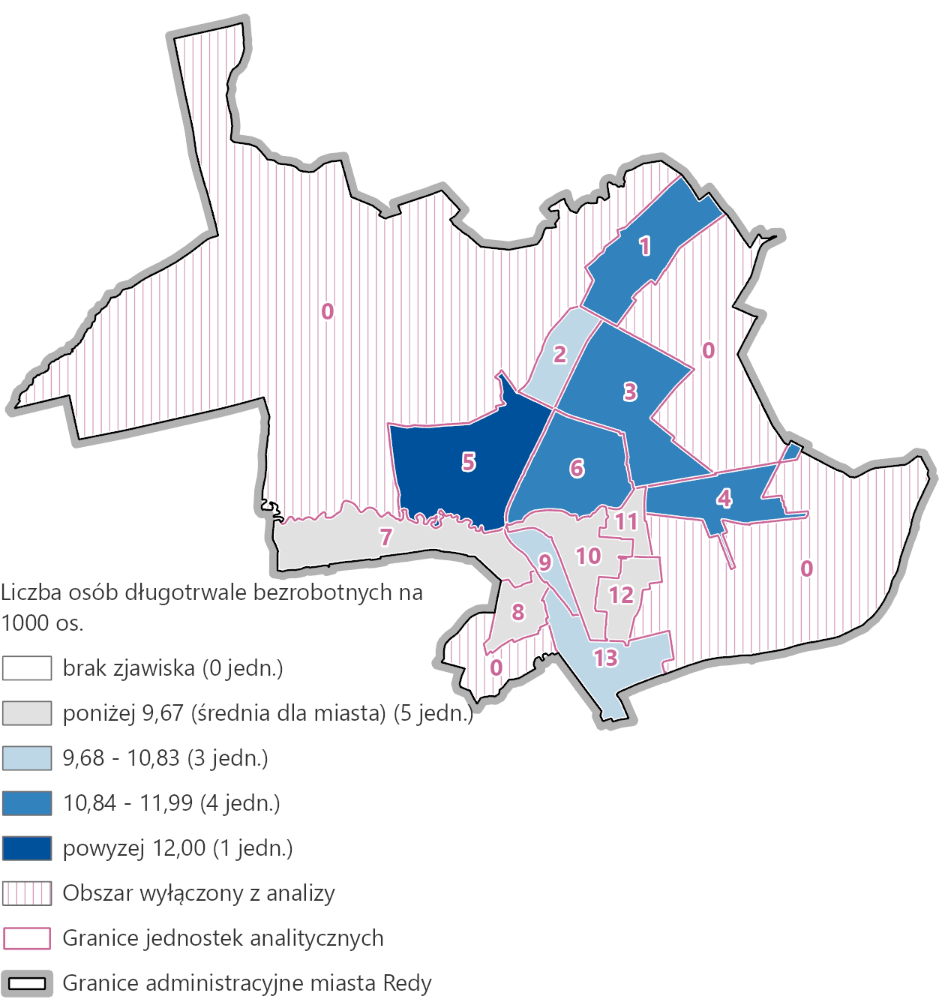 1
0
0
2
3
5
6
4
11
7
10
9
0
12
8
13
0
Liczba osób długotrwale bezrobotnych na
1000 os.
brak zjawiska (0 jedn.)
poniżej 9,67 (średnia dla miasta) (5 jedn.)
9,68 - 10,83 (3 jedn.)
10,84 - 11,99 (4 jedn.)
powyzej 12,00 (1 jedn.)
Obszar wyłączony z analizy
Granice jednostek analitycznych
Granice administracyjne miasta Redy